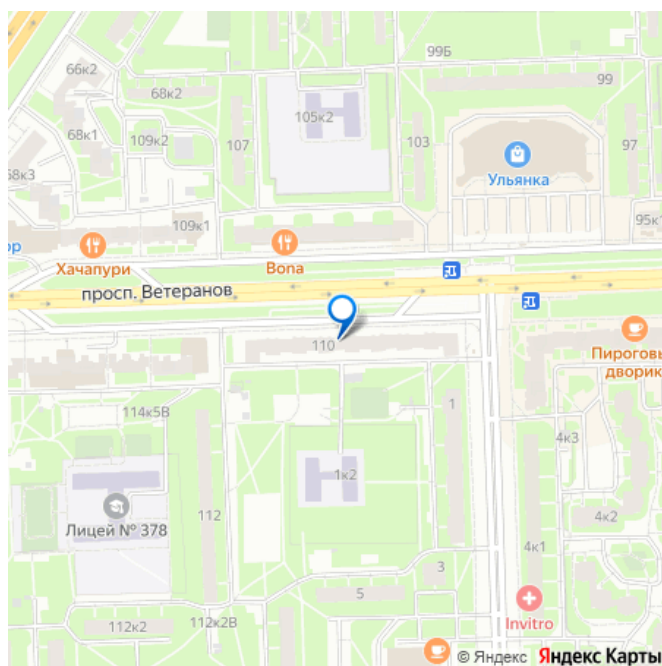 99Б
66к2
68к2
99
105к2
68к1
109к2
107
103
97
68к3
Ульянка
109к1
95к1
ор
Хачапури
Bona
просп. Ветеранов
110
Пироговы
дворик
114к5В
1
4к3
1к2
Лицей № 378
112
4к2
4к1
3
5
Invitro
112к2
112к2В
© Яндекс Яндекс Карты